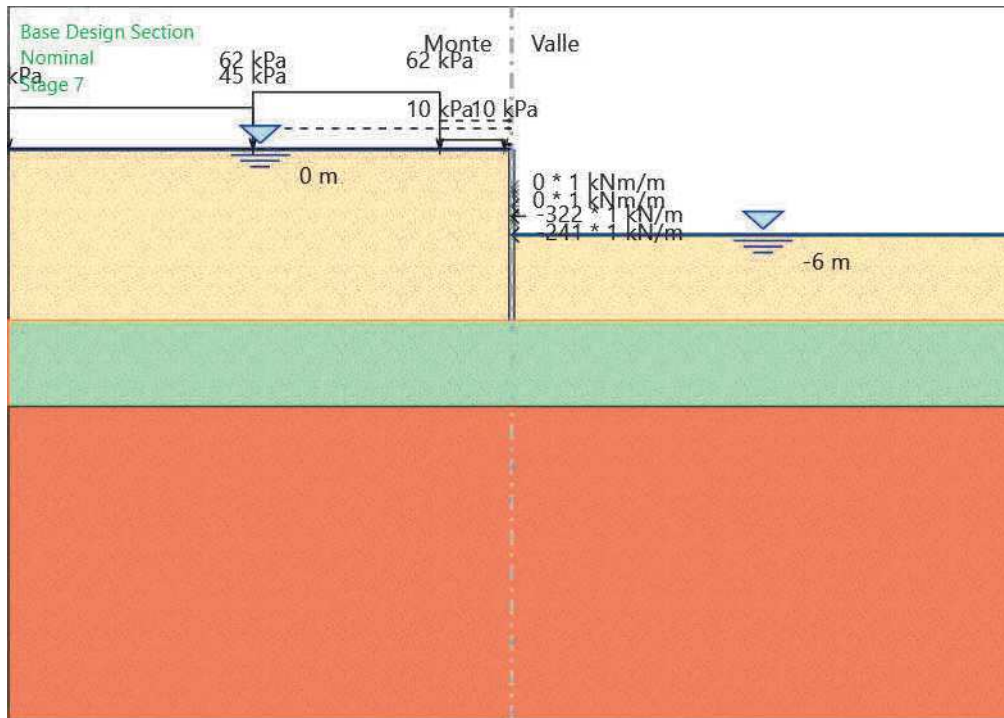 Base Design Section
Nominal
Stage 7
kPa
62 kPa
45 kPa
Monte
Valle
62 kPa
10 kPa
10 kPa
0 m
0 * 1 kNm/m
0 * 1 kNm/m
-322 * 1 kN/m
-241 * 1 kN/m
-6 m